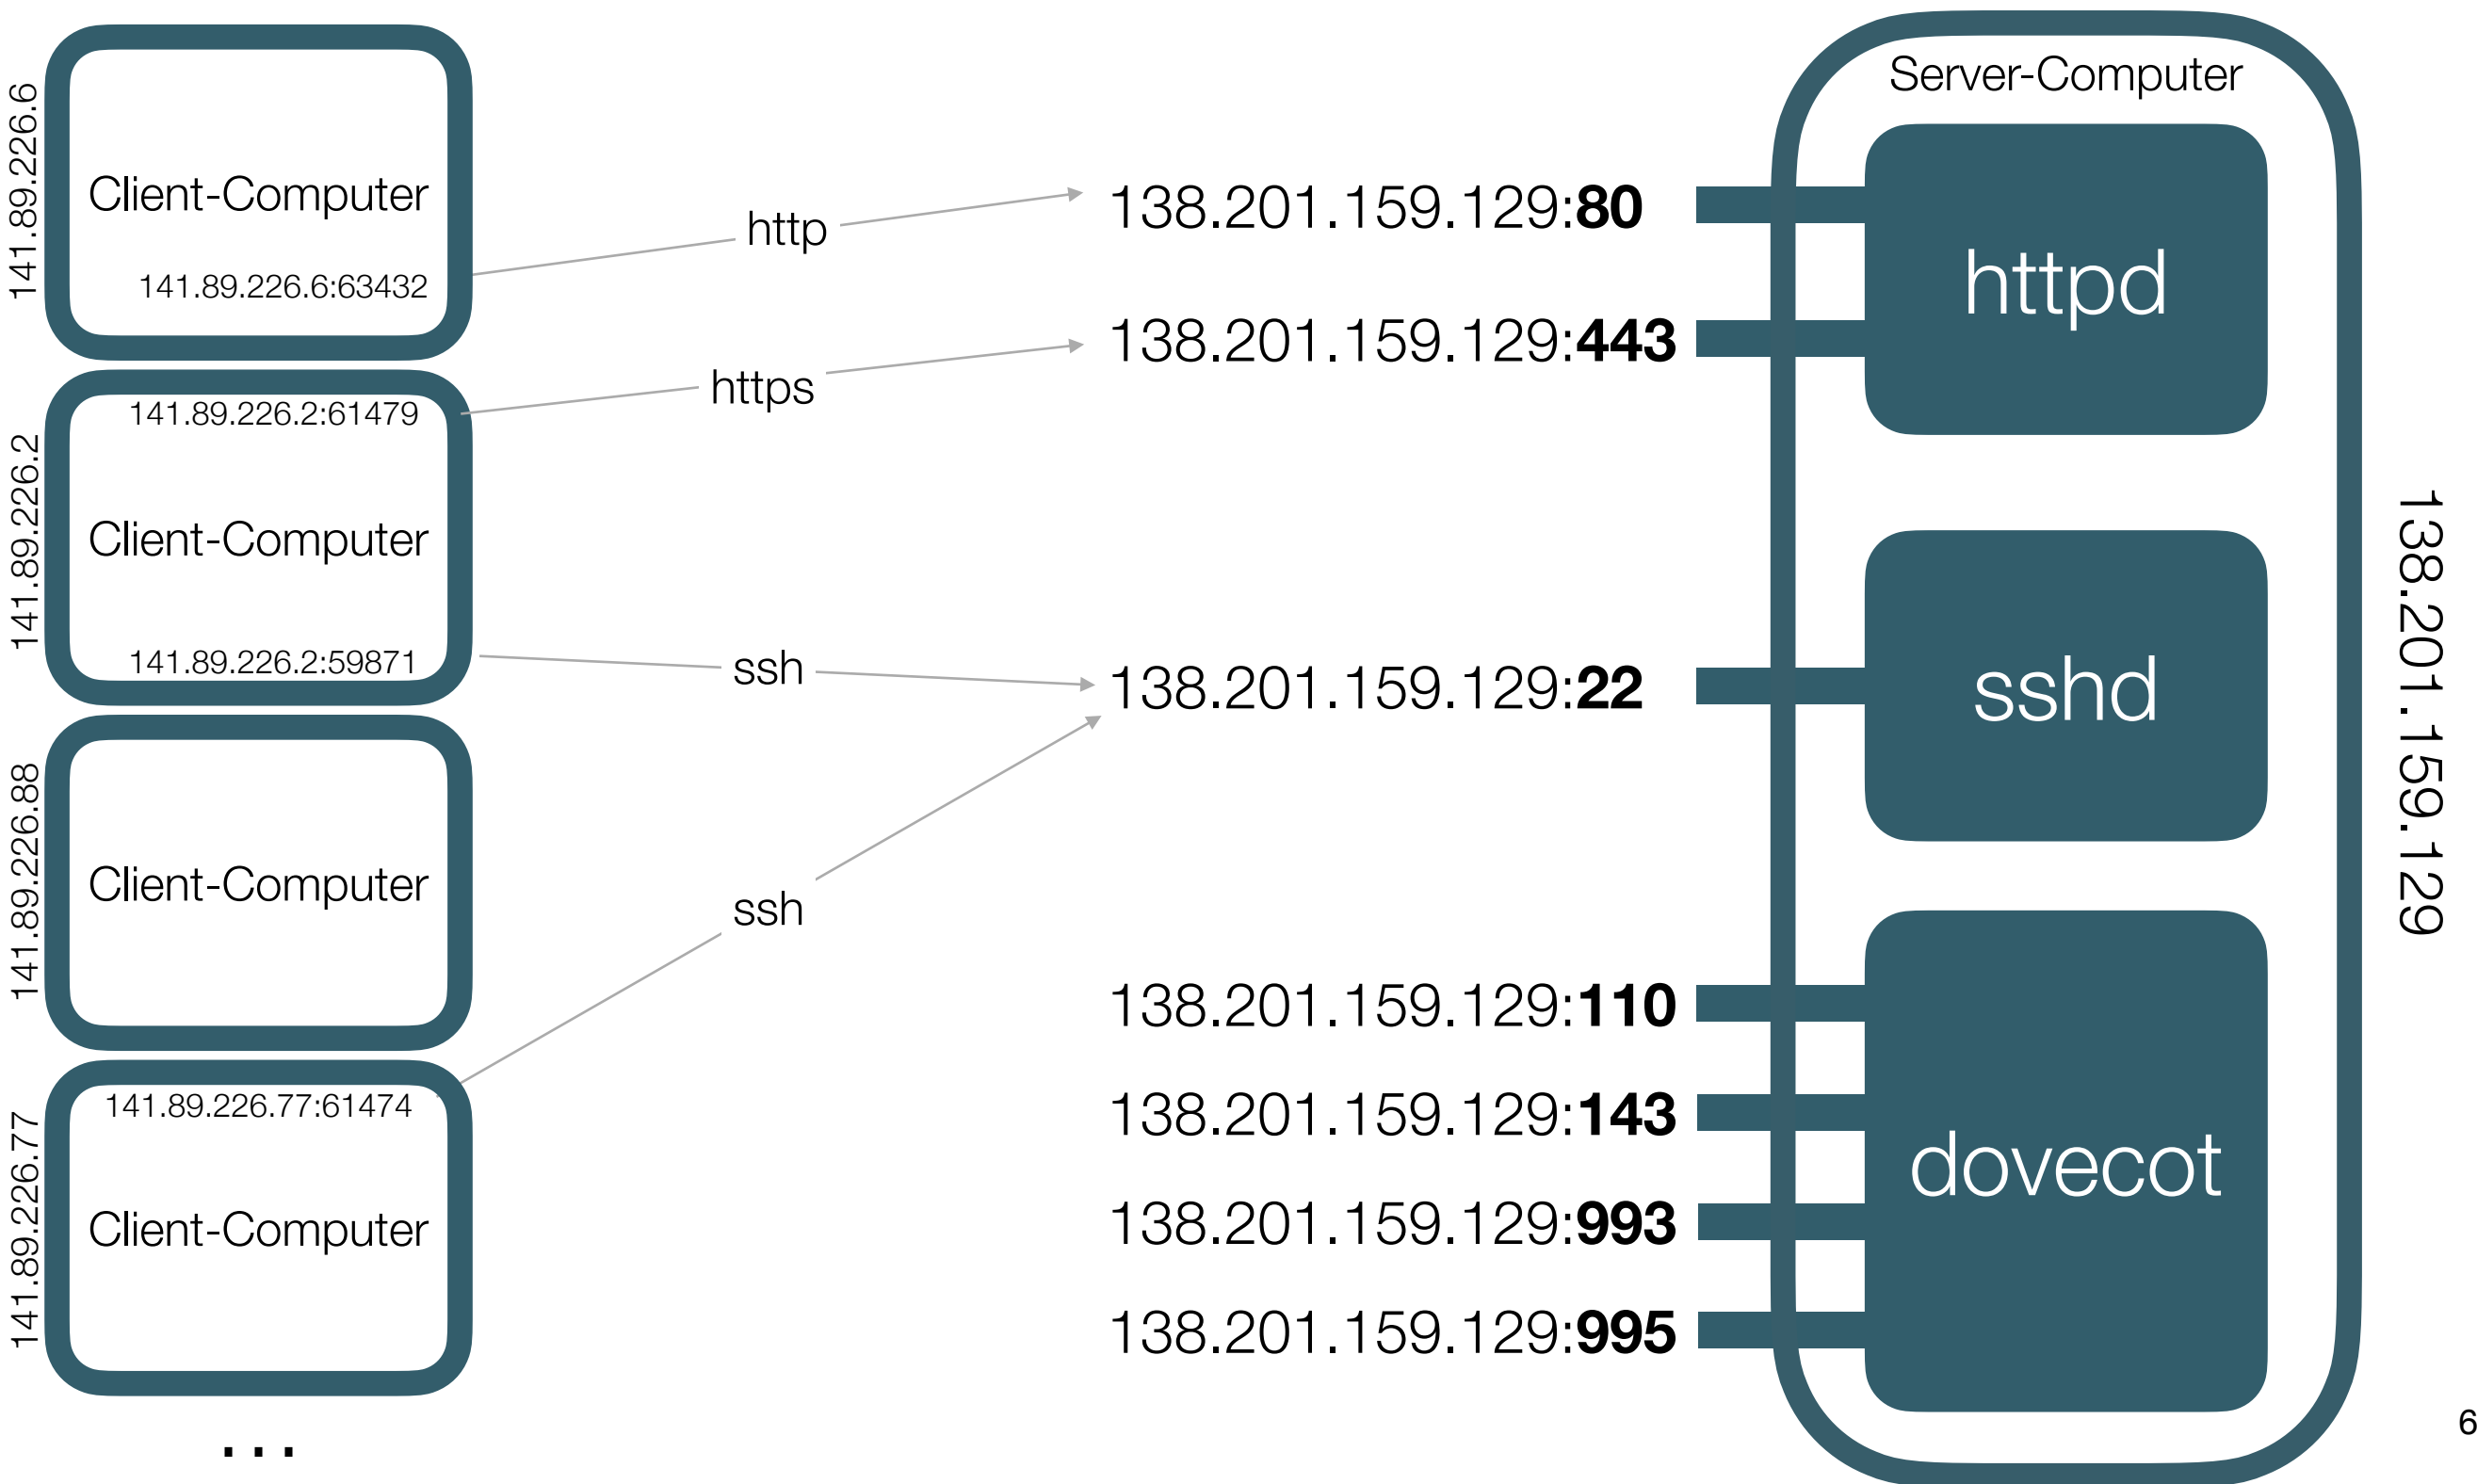 141.89.226.6
Client-Computer
141.89.226.6:63432
141.89.226.2
141.89.226.2:61479
Client-Computer
141.89.226.2:59871
141.89.226.88
Client-Computer
141.89.226.77
141.89.226.77:61474
Client-Computer
...
http
https
ssh
ssh
138.201.159.129:80
138.201.159.129:443
138.201.159.129:22
138.201.159.129:110
138.201.159.129:143
138.201.159.129:993
138.201.159.129:995
Server-Computer
httpd
sshd
dovecot
138.201.159.129
6